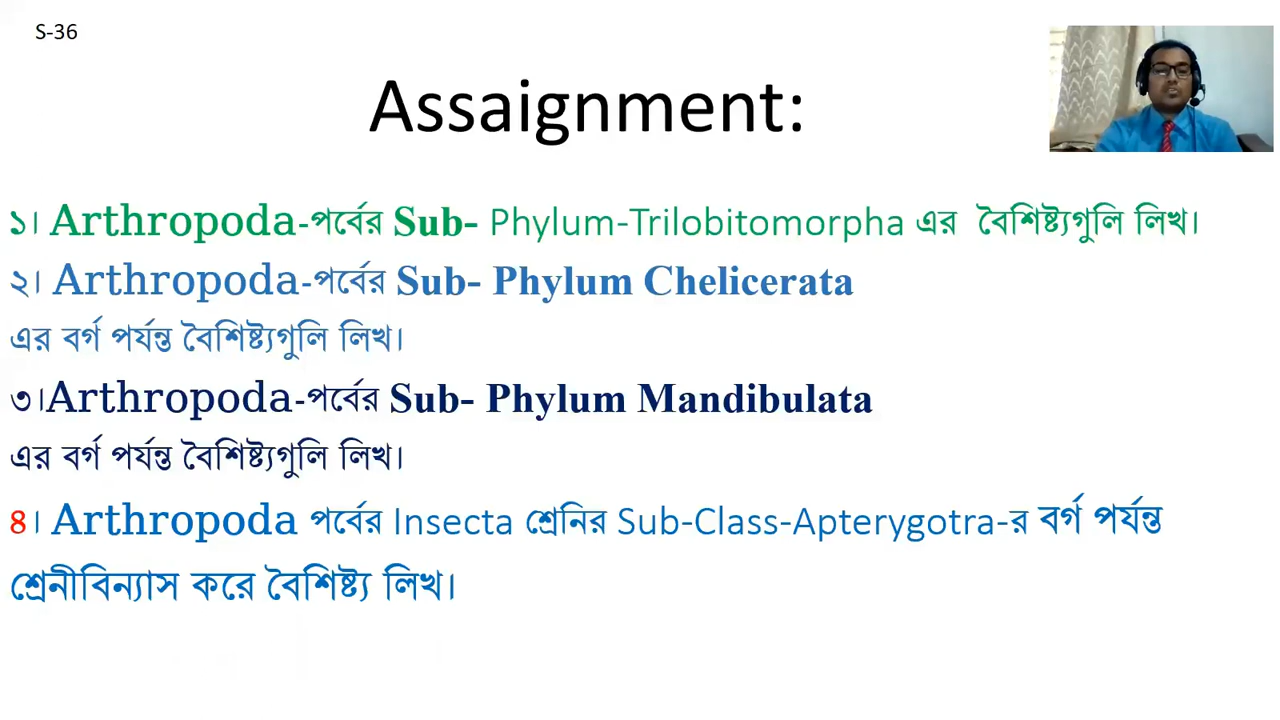 S-36
Assaignment:
১। Arthropoda-পর্বের Sub- Phylum-Trilobitomorpha এর বৈশিষ্ট্যগুলি লিখ।
২। Arthropoda-পর্বের Sub- Phylum Chelicerata
এর বর্গ পর্যন্ত বৈশিষ্ট্যগুলি লিখ।
৩।Arthropoda-পর্বের Sub- Phylum Mandibulata
এর বর্গ পর্যন্ত বৈশিষ্ট্যগুলি লিখ।
8। Arthropoda পর্বের Insecta শ্রেনির Sub-Class-Apterygotra-র বর্গ পর্যন্ত
শ্রেনীবিন্যাস করে বৈশিষ্ট্য লিখ।